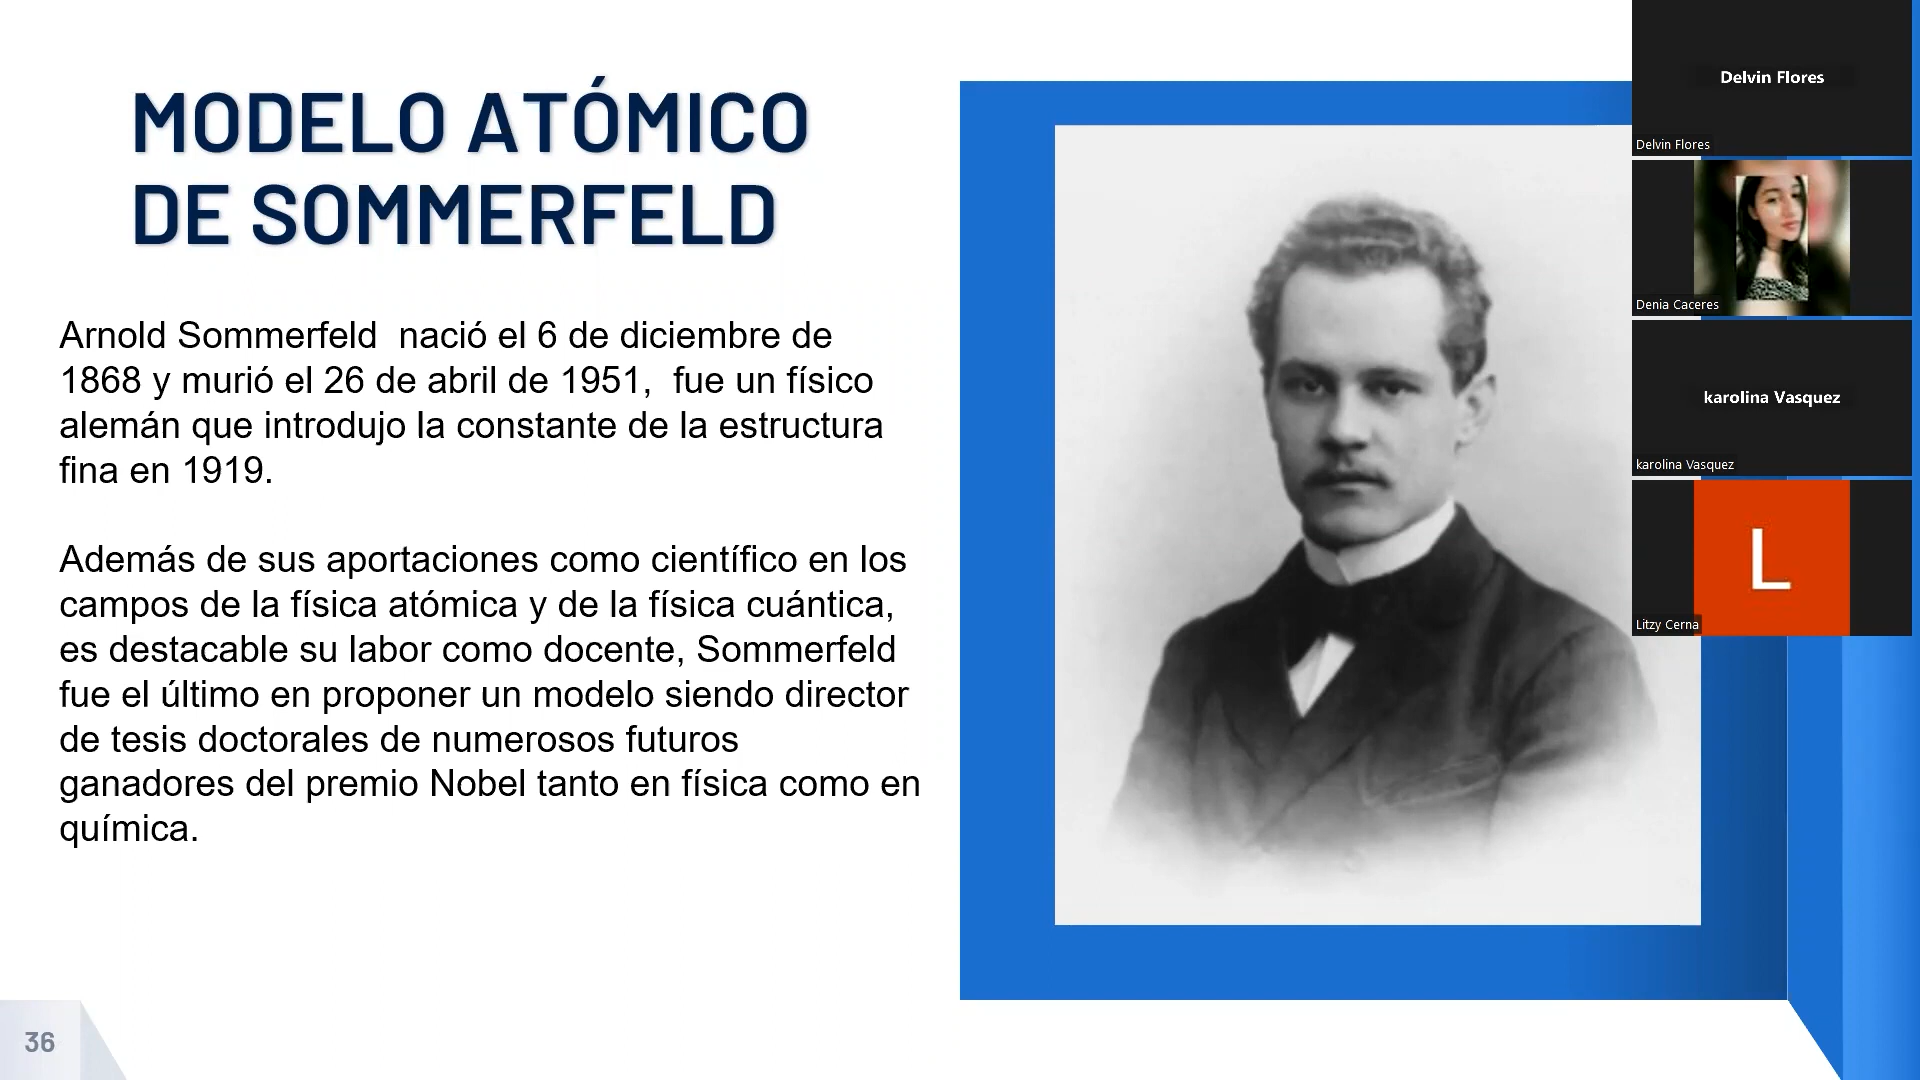 MODELO ATÓMICO
DE SOMMERFELD
Arnold Sommerfeld  nació el 6 de diciembre de
1868 y murió el 26 de abril de 1951,  fue un físico
alemán que introdujo la constante de la estructura
fina en 1919.
Además de sus aportaciones como científico en los
campos de la física atómica y de la física cuántica,
es destacable su labor como docente, Sommerfeld
fue el último en proponer un modelo siendo director
de tesis doctorales de numerosos futuros
ganadores del premio Nobel tanto en física como en
química.
36
Delvin Flores
Delvin Flores
Denia Caceres
karolina Vasquez
karolina Vasquez
L
Litzy Cerna